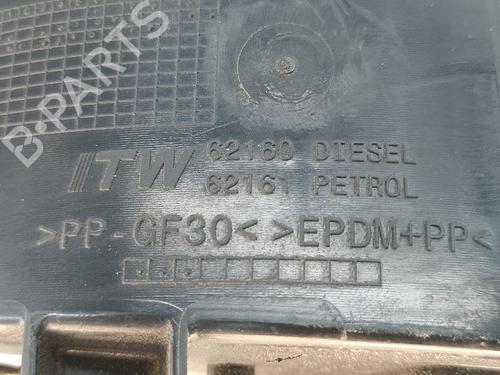 B-PARTS
ITW 62160 DIESEL
62161 PETROL
>PP-GF30< >EPDM+PP<